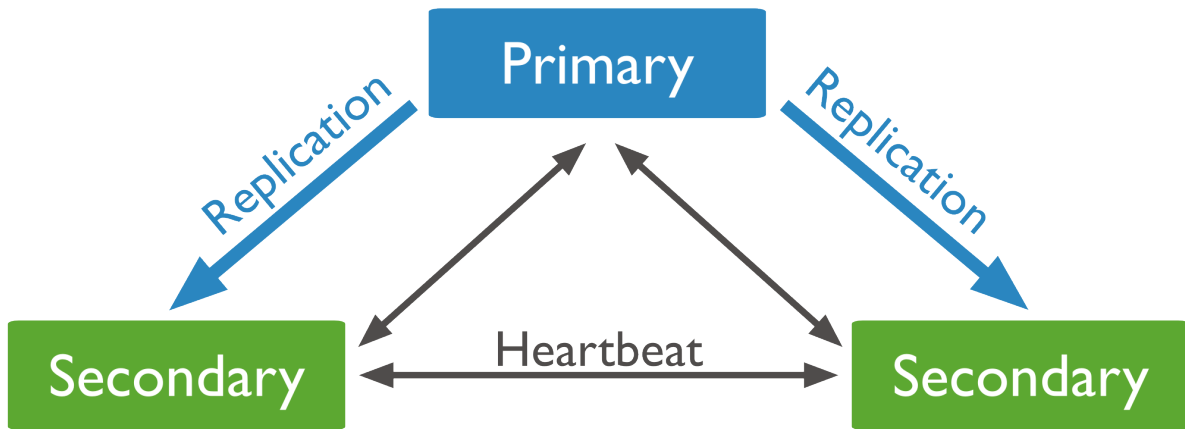 Primary
Replication
Replication
Heartbeat
Secondary
Secondary